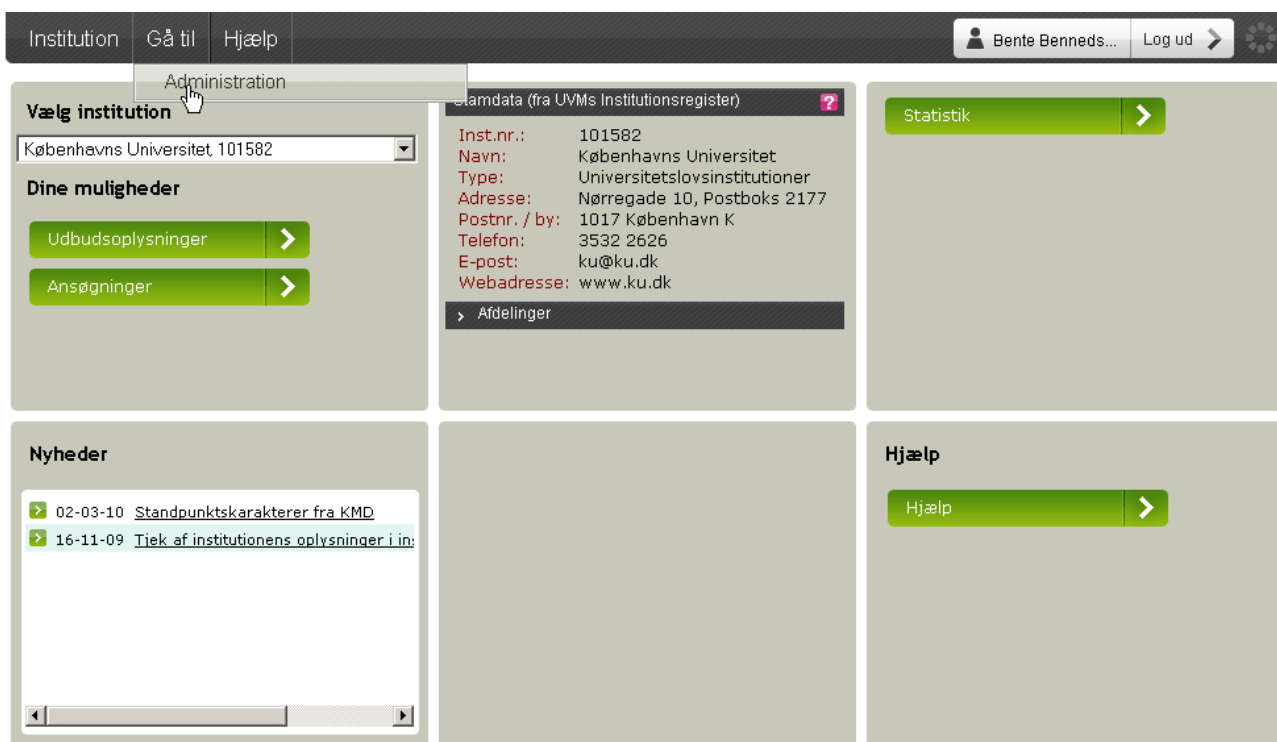 Institution
Gå til
Hjælp
Bente Benneds...
Log ud
Administration
Vælg institution
Københavns Universitet, 101582
Dine muligheder
Udbudsoplysninger
Ansøgninger
Stamdata (fra UVMs Institutionsregister)
?
Inst.nr.: 101582
Navn: Københavns Universitet
Type: Universitetslovsinstitutioner
Adresse: Nørregade 10, Postboks 2177
Postnr. / by: 1017 København K
Telefon: 3532 2626
E-post: ku@ku.dk
Webadresse: www.ku.dk
Afdelinger
Statistik
Nyheder
02-03-10 Standpunktskarakterer fra KMD
16-11-09 Tjek af institutionens oplysninger i
Hjælp
Hjælp